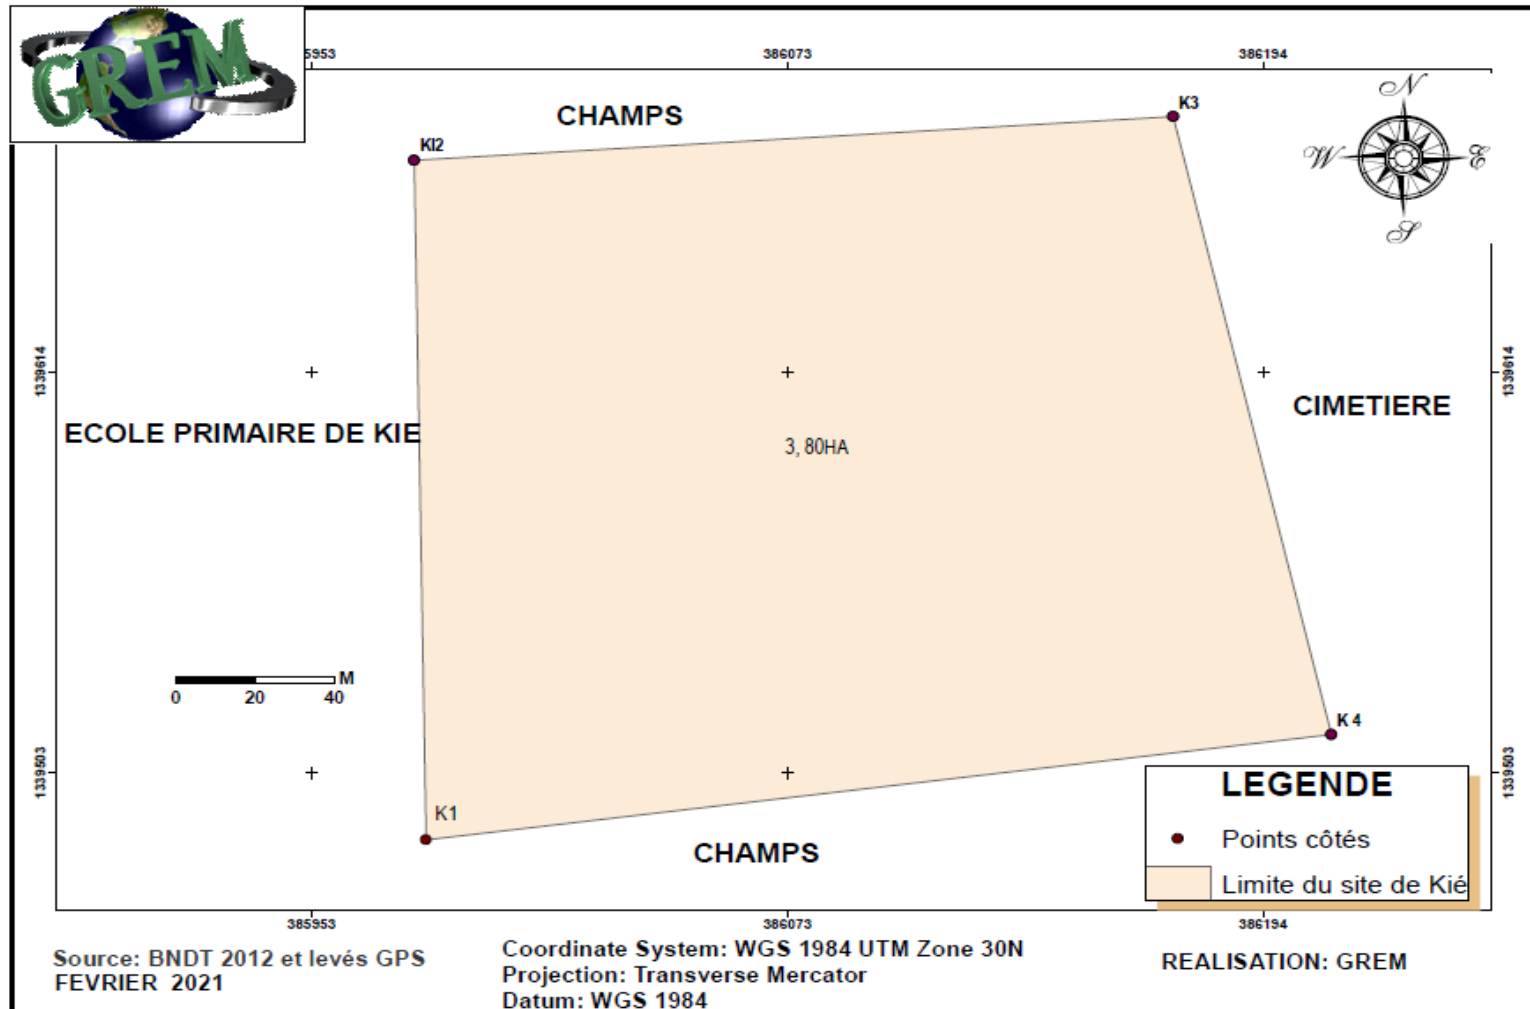 GREM
5953
386073
386194
N
W
E
S
CHAMPS
KI2
K3
1339614
1339614
ECOLE PRIMAIRE DE KIE
CIMETIERE
3, 80HA
M
0 20 40
K 4
1339503
1339503
K1
CHAMPS
LEGENDE
Points côtés
Limite du site de Kié
385953
386073
386194
Source: BNDT 2012 et levés GPS
FEVRIER 2021
Coordinate System: WGS 1984 UTM Zone 30N
Projection: Transverse Mercator
Datum: WGS 1984
REALISATION: GREM